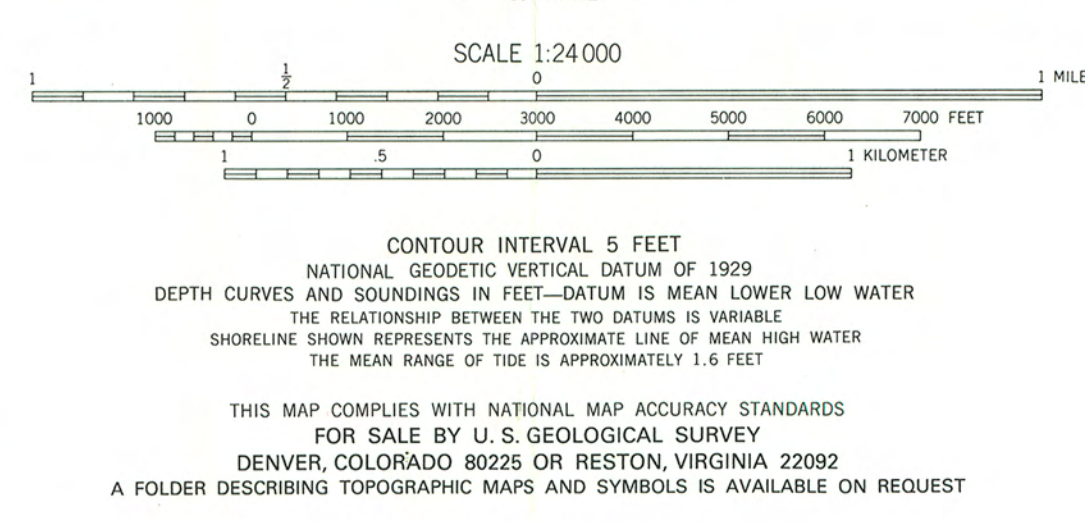 SCALE 1:24 000
1 ½ 0 1 MILE
1000 0 1000 2000 3000 4000 5000 6000 7000 FEET
1 .5 0 1 KILOMETER
CONTOUR INTERVAL 5 FEET
NATIONAL GEODETIC VERTICAL DATUM OF 1929
DEPTH CURVES AND SOUNDINGS IN FEET—DATUM IS MEAN LOWER LOW WATER
THE RELATIONSHIP BETWEEN THE TWO DATUMS IS VARIABLE
SHORELINE SHOWN REPRESENTS THE APPROXIMATE LINE OF MEAN HIGH WATER
THE MEAN RANGE OF TIDE IS APPROXIMATELY 1.6 FEET
THIS MAP COMPLIES WITH NATIONAL MAP ACCURACY STANDARDS
FOR SALE BY U. S. GEOLOGICAL SURVEY
DENVER, COLORADO 80225 OR RESTON, VIRGINIA 22092
A FOLDER DESCRIBING TOPOGRAPHIC MAPS AND SYMBOLS IS AVAILABLE ON REQUEST